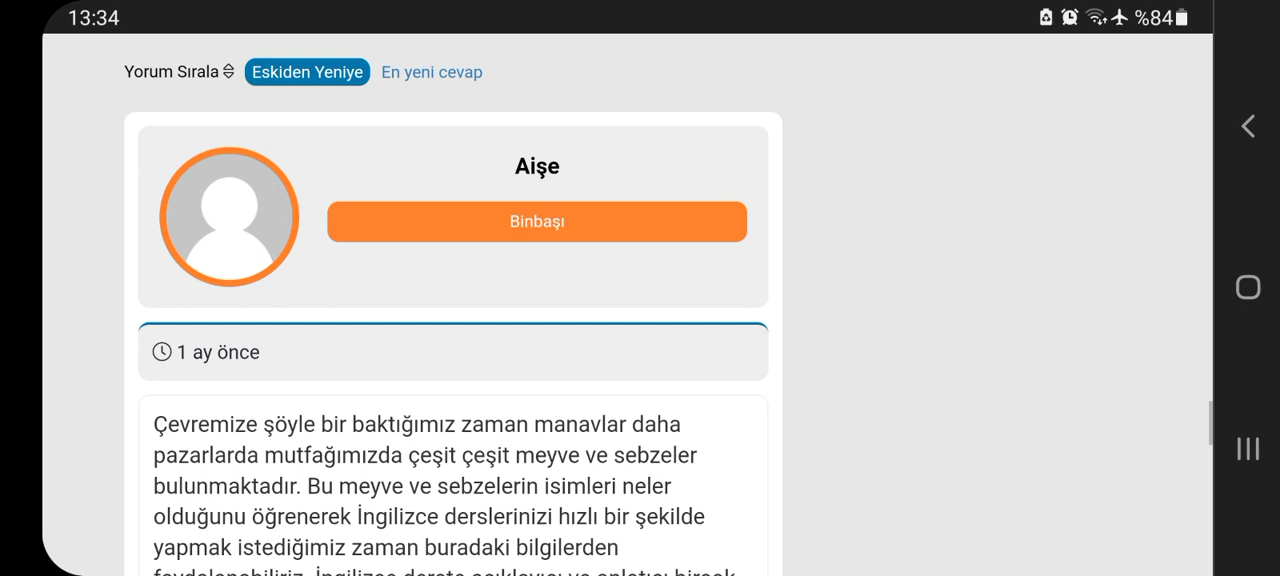 13:34
%84
Yorum Sırala Eskiden Yeniye En yeni cevap
Aişe
Binbaşı
1 ay önce
Çevremize şöyle bir baktığımız zaman manavlar daha
pazarlarda mutfağımızda çeşit çeşit meyve ve sebzeler
bulunmaktadır. Bu meyve ve sebzelerin isimleri neler
olduğunu öğrenerek İngilizce derslerinizi hızlı bir şekilde
yapmak istediğimiz zaman buradaki bilgilerden